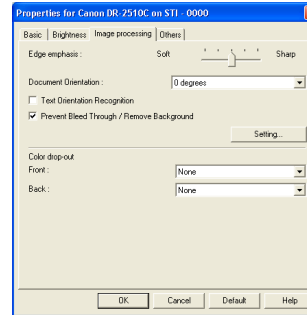 Properties for Canon DR-2510C on STI - 0000
Basic Brightness Image processing Others
Edge emphasis : Soft Sharp
Document Orientation : 0 degrees
Text Orientation Recognition
Prevent Bleed Through / Remove Background
Setting...
Color drop-out
Front : None
Back : None
OK Cancel Default Help